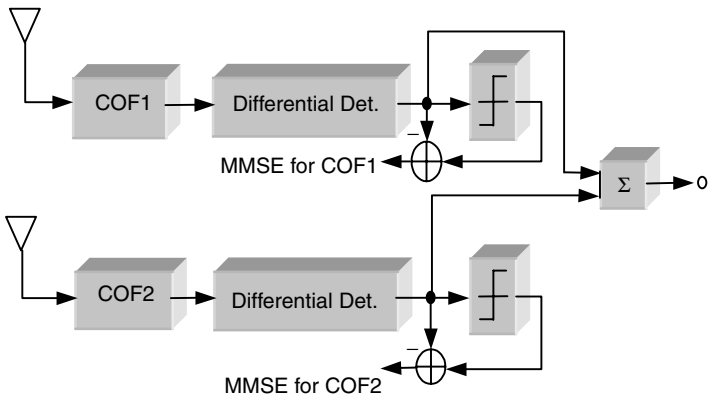 COF1
Differential Det.
−
MMSE for COF1
Σ
COF2
Differential Det.
−
MMSE for COF2